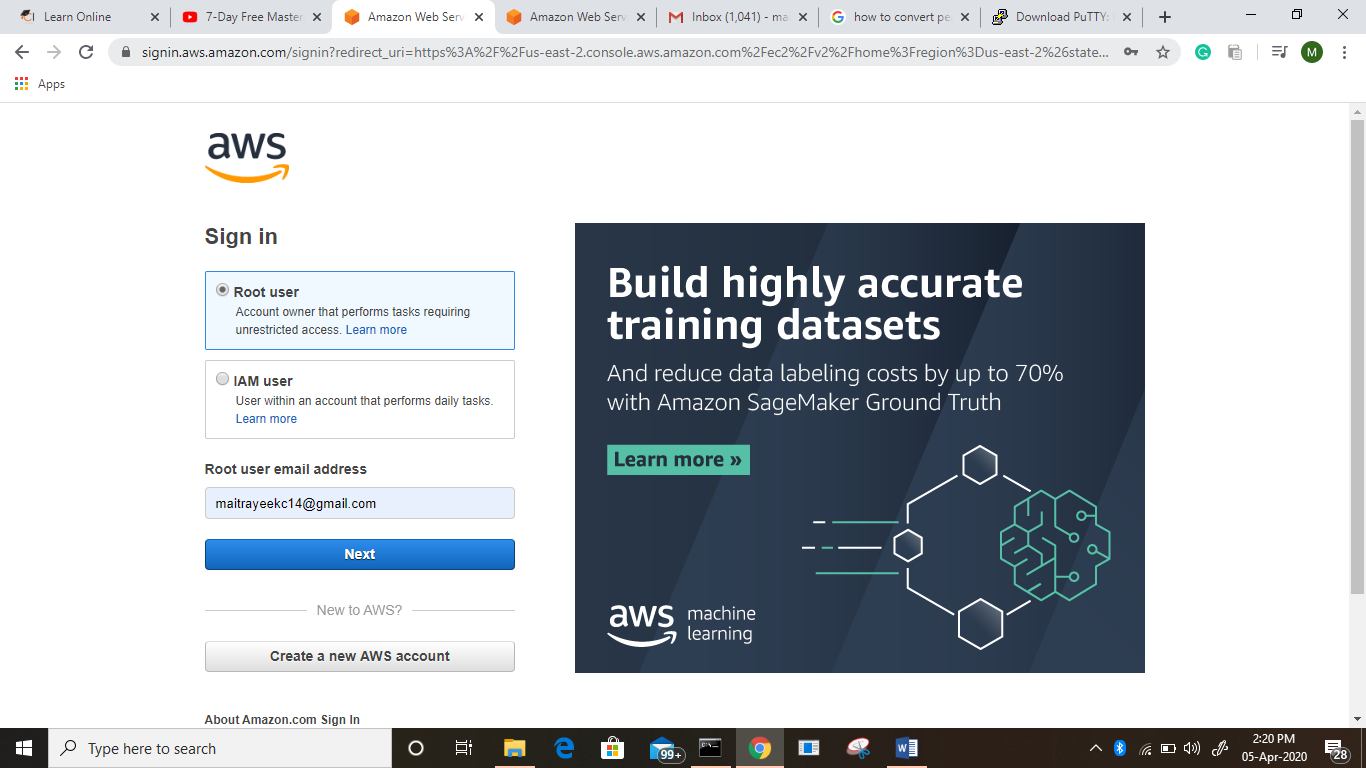 Learn Online
7-Day Free Master
Amazon Web Serv
Amazon Web Serv
Inbox (1,041) - ma
how to convert pe
Download PuTTY:
signin.aws.amazon.com/signin?redirect_uri=https%3A%2F%2Fus-east-2.console.aws.amazon.com%2Fec2%2Fv2%2Fhome%3Fregion%3Dus-east-2%26state...
M
Apps
aws
Sign in
Root user
Account owner that performs tasks requiring
unrestricted access. Learn more
IAM user
User within an account that performs daily tasks.
Learn more
Root user email address
maitrayeekc14@gmail.com
Next
New to AWS?
Create a new AWS account
About Amazon.com Sign In
Build highly accurate
training datasets
And reduce data labeling costs by up to 70%
with Amazon SageMaker Ground Truth
Learn more »
aws machine
learning
Type here to search
99+
2:20 PM
05-Apr-2020
28